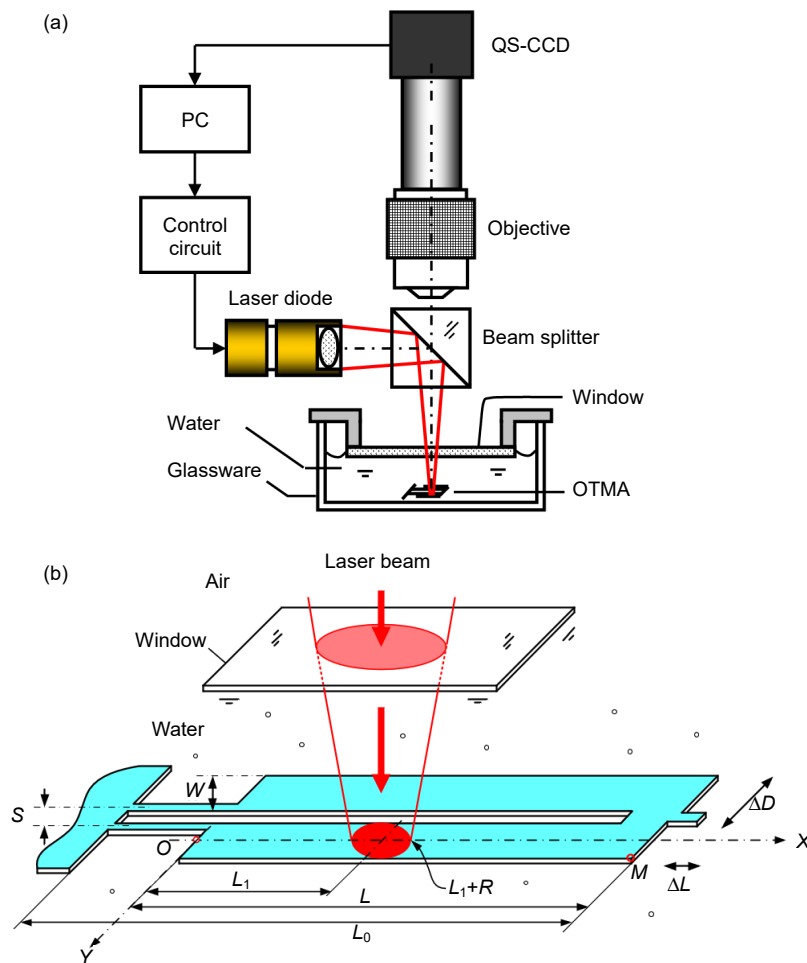 (a)
QS-CCD
PC
Control
circuit
Objective
Laser diode
Beam splitter
Window
Water
Glassware
OTMA
(b)
Laser beam
Air
Window
Water
W
S
ΔD
O
X
L₁
L₁+R
M
ΔL
L
L₀
Y